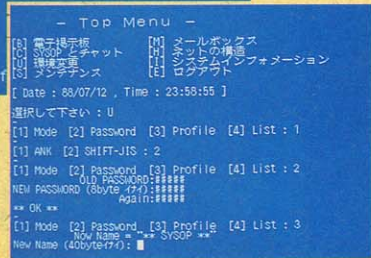 — Top Menu —
[B] 電子掲示板 [M] メールボックス
[C] SYSOP とチャット [H] ネットの構造
[U] 環境変更 [I] システムインフォメーション
[S] メンテナンス [E] ログアウト
[ Date : 88/07/12 , Time : 23:58:55 ]
選択して下さい : U
[1] Mode [2] Password [3] Profile [4] List : 1
[1] ANK [2] SHIFT-JIS : 2
[1] Mode [2] Password [3] Profile [4] List : 2
OLD PASSWORD:#####
NEW PASSWORD (8byte イナイ):#####
Again:#####
** OK **
[1] Mode [2] Password [3] Profile [4] List : 3
Now Name = "** SYSOP **"
New Name (40byteイナイ):